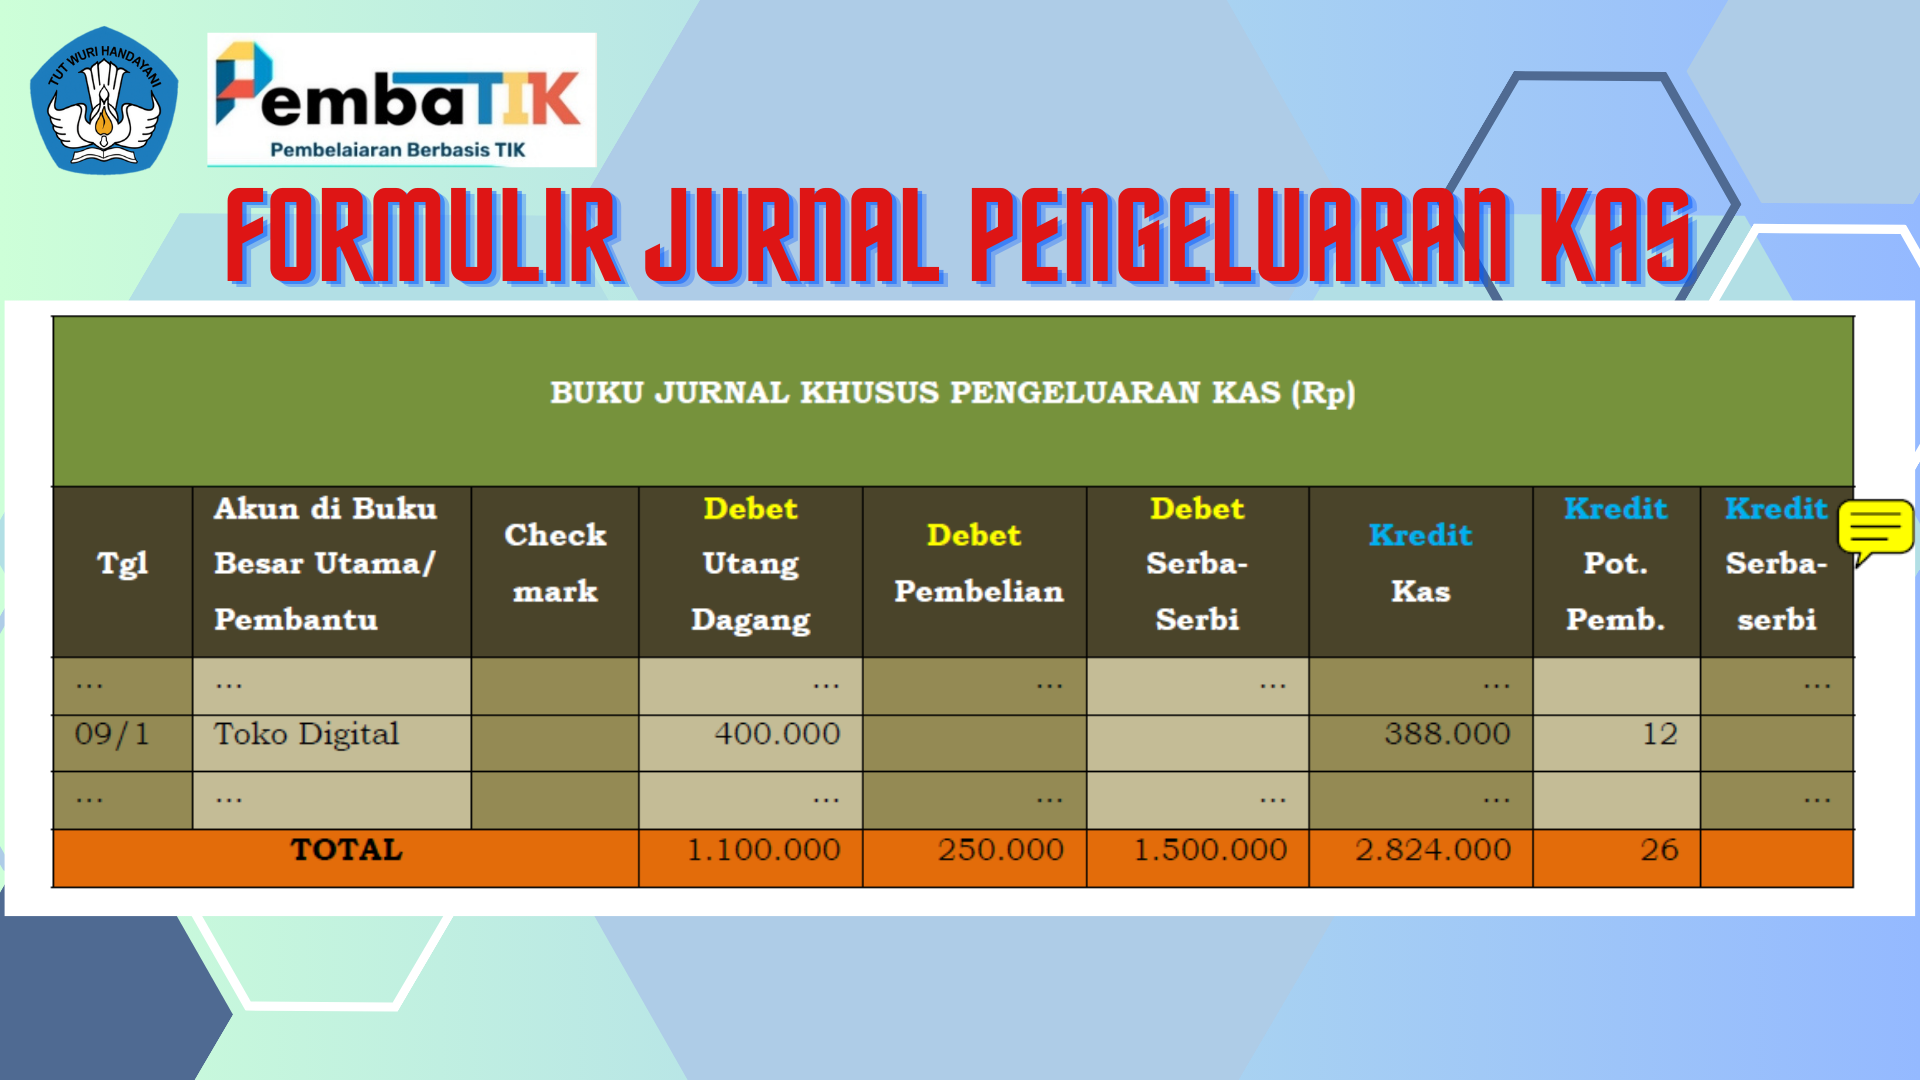 TUT WURI HANDAYANI
PembaTIK
Pembelaiaran Berbasis TIK
FORMULIR JURNAL PENGELUARAN KAS
BUKU JURNAL KHUSUS PENGELUARAN KAS (Rp)
Tgl
Akun di Buku
Besar Utama/
Pembantu
Check
mark
Debet
Utang
Dagang
Debet
Pembelian
Debet
Serba-
Serbi
Kredit
Kas
Kredit
Pot.
Pemb.
Kredit
Serba-
serbi
... ... ... ... ... ... ...
09/1 Toko Digital 400.000 388.000 12
... ... ... ... ... ... ...
TOTAL 1.100.000 250.000 1.500.000 2.824.000 26